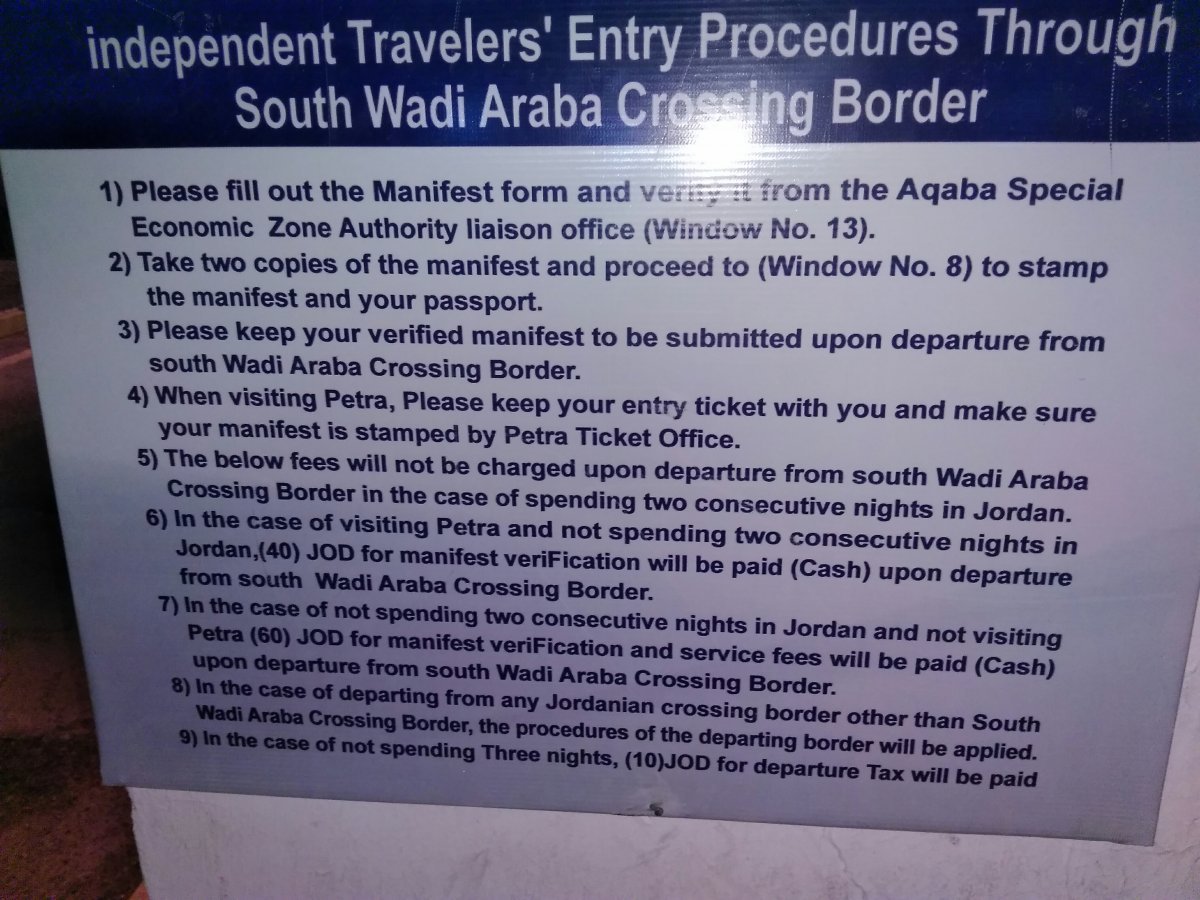 independent Travelers' Entry Procedures Through
South Wadi Araba Crossing Border
1) Please fill out the Manifest form and verify it from the Aqaba Special
Economic Zone Authority liaison office (Window No. 13).
2) Take two copies of the manifest and proceed to (Window No. 8) to stamp
the manifest and your passport.
3) Please keep your verified manifest to be submitted upon departure from
south Wadi Araba Crossing Border.
4) When visiting Petra, Please keep your entry ticket with you and make sure
your manifest is stamped by Petra Ticket Office.
5) The below fees will not be charged upon departure from south Wadi Araba
Crossing Border in the case of spending two consecutive nights in Jordan.
6) In the case of visiting Petra and not spending two consecutive nights in
Jordan,(40) JOD for manifest veriFication will be paid (Cash) upon departure
from south Wadi Araba Crossing Border.
7) In the case of not spending two consecutive nights in Jordan and not visiting
Petra (60) JOD for manifest veriFication and service fees will be paid (Cash)
upon departure from south Wadi Araba Crossing Border.
8) In the case of departing from any Jordanian crossing border other than South
Wadi Araba Crossing Border, the procedures of the departing border will be applied.
9) In the case of not spending Three nights, (10)JOD for departure Tax will be paid